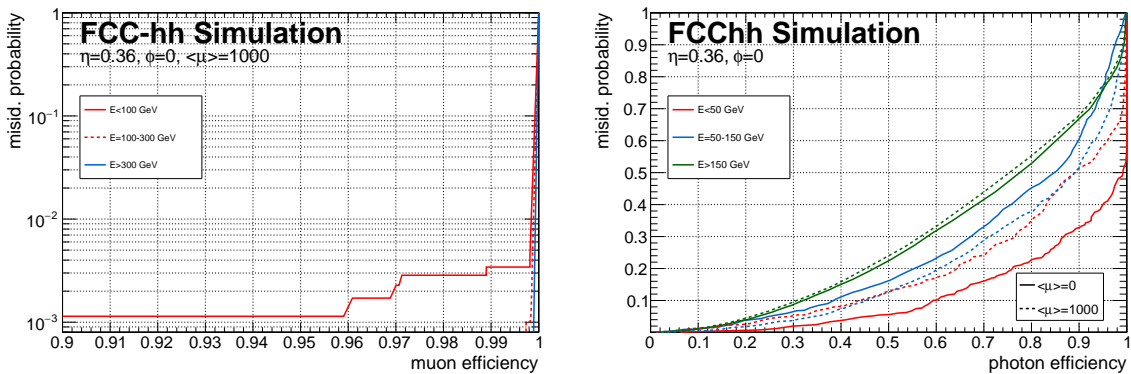 FCC-hh Simulation
η=0.36, ϕ=0, <μ>=1000
misid. probability
1
10⁻¹
10⁻²
10⁻³
E<100 GeV
E=100-300 GeV
E>300 GeV
0.9 0.91 0.92 0.93 0.94 0.95 0.96 0.97 0.98 0.99 1
muon efficiency
FCChh Simulation
η=0.36, ϕ=0
misid. probability
1
0.9
0.8
0.7
0.6
0.5
0.4
0.3
0.2
0.1
E<50 GeV
E=50-150 GeV
E>150 GeV
<μ>=0
<μ>=1000
0 0.1 0.2 0.3 0.4 0.5 0.6 0.7 0.8 0.9 1
photon efficiency